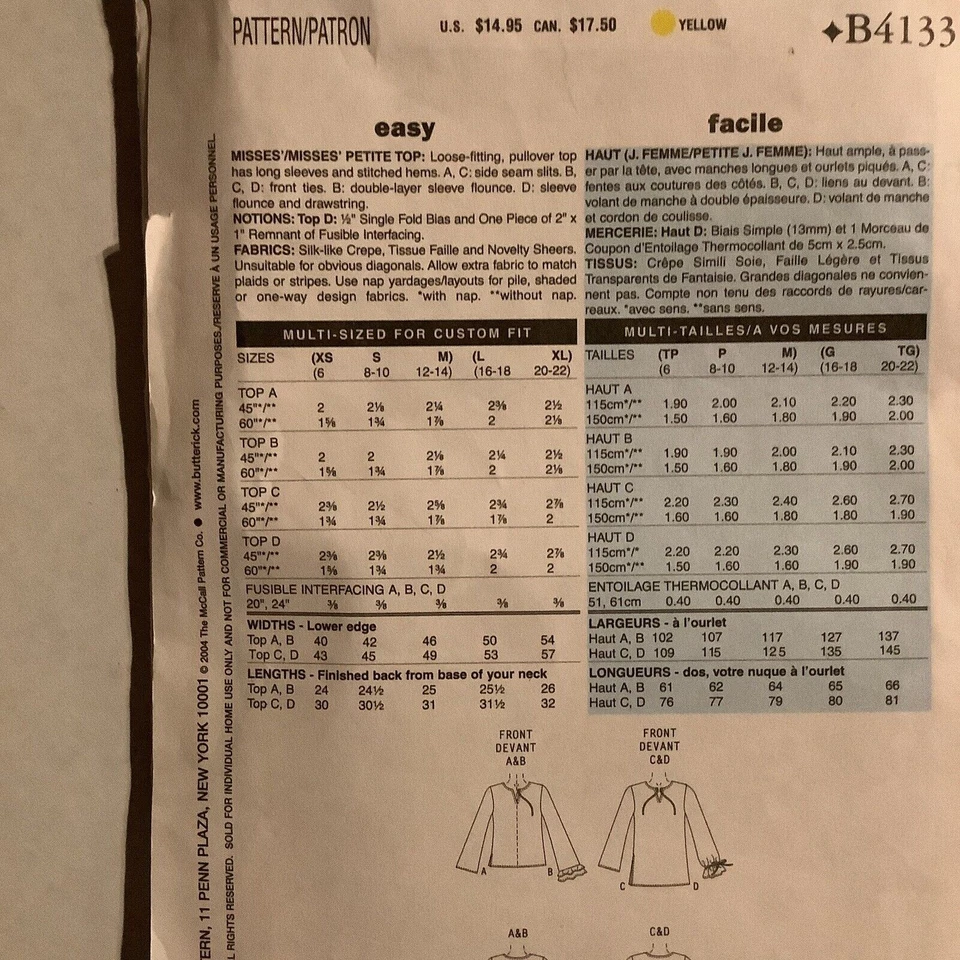 PATTERN/PATRON U.S. $14.95 CAN. $17.50 YELLOW ✦B4133
easy
MISSES'/MISSES' PETITE TOP: Loose-fitting, pullover top
has long sleeves and stitched hems. A, C: side seam slits. B,
C, D: front ties. B: double-layer sleeve flounce. D: sleeve
flounce and drawstring.
NOTIONS: Top D: ½" Single Fold Bias and One Piece of 2" x
1" Remnant of Fusible Interfacing.
FABRICS: Silk-like Crepe, Tissue Faille and Novelty Sheers.
Unsuitable for obvious diagonals. Allow extra fabric to match
plaids or stripes. Use nap yardages/layouts for pile, shaded
or one-way design fabrics. *with nap. **without nap.
MULTI-SIZED FOR CUSTOM FIT
SIZES (XS S M) (L XL)
(6 8-10 12-14) (16-18 20-22)
TOP A
45"*/** 2 2⅛ 2¼ 2⅜ 2½
60"*/** 1⅝ 1¾ 1⅞ 2 2⅛
TOP B
45"*/** 2 2 2⅛ 2¼ 2½
60"*/** 1⅝ 1¾ 1⅞ 2 2⅛
TOP C
45"*/** 2⅜ 2½ 2⅝ 2¾ 2⅞
60"*/** 1¾ 1¾ 1⅞ 1⅞ 2
TOP D
45"*/** 2⅜ 2⅜ 2½ 2¾ 2⅞
60"*/** 1⅝ 1¾ 1¾ 2 2
FUSIBLE INTERFACING A, B, C, D
20", 24" ⅜ ⅜ ⅜ ⅜ ⅜
WIDTHS - Lower edge
Top A, B 40 42 46 50 54
Top C, D 43 45 49 53 57
LENGTHS - Finished back from base of your neck
Top A, B 24 24½ 25 25½ 26
Top C, D 30 30½ 31 31½ 32
facile
HAUT (J. FEMME/PETITE J. FEMME): Haut ample, à pass-
er par la tête, avec manches longues et ourlets piqués. A, C:
fentes aux coutures des côtés. B, C, D: liens au devant. B:
volant de manche à double épaisseur. D: volant de manche
et cordon de coulisse.
MERCERIE: Haut D: Biais Simple (13mm) et 1 Morceau de
Coupon d'Entoilage Thermocollant de 5cm x 2.5cm.
TISSUS: Crêpe Simili Soie, Faille Légère et Tissus
Transparents de Fantaisie. Grandes diagonales ne convien-
nent pas. Compte non tenu des raccords de rayures/car-
reaux. *avec sens. **sans sens.
MULTI-TAILLES/A VOS MESURES
TAILLES (TP P M) (G TG)
(6 8-10 12-14) (16-18 20-22)
HAUT A
115cm*/** 1.90 2.00 2.10 2.20 2.30
150cm*/** 1.50 1.60 1.80 1.90 2.00
HAUT B
115cm*/** 1.90 1.90 2.00 2.10 2.30
150cm*/** 1.50 1.60 1.80 1.90 2.00
HAUT C
115cm*/** 2.20 2.30 2.40 2.60 2.70
150cm*/** 1.60 1.60 1.80 1.80 1.90
HAUT D
115cm*/* 2.20 2.20 2.30 2.60 2.70
150cm*/** 1.50 1.60 1.60 1.90 1.90
ENTOILAGE THERMOCOLLANT A, B, C, D
51, 61cm 0.40 0.40 0.40 0.40 0.40
LARGEURS - à l'ourlet
Haut A, B 102 107 117 127 137
Haut C, D 109 115 125 135 145
LONGUEURS - dos, votre nuque à l'ourlet
Haut A, B 61 62 64 65 66
Haut C, D 76 77 79 80 81
FRONT
DEVANT
A&B
A B
FRONT
DEVANT
C&D
C D
A&B C&D
TERN, 11 PENN PLAZA, NEW YORK 10001 © 2004 The McCall Pattern Co. ● www.butterick.com
L RIGHTS RESERVED. SOLD FOR INDIVIDUAL HOME USE ONLY AND NOT FOR COMMERCIAL OR MANUFACTURING PURPOSES./RESERVE À UN USAGE PERSONNEL.